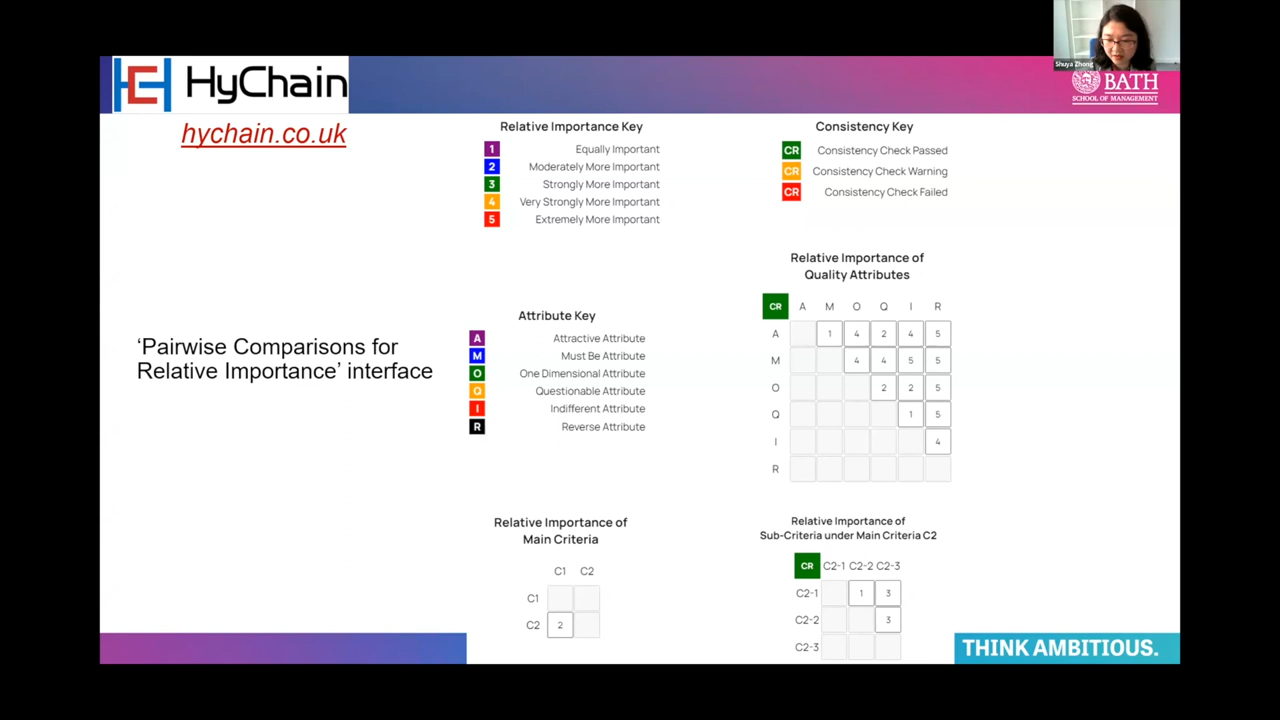 Shuya Zhong
HyChain
hychain.co.uk
BATH
SCHOOL OF MANAGEMENT
'Pairwise Comparisons for
Relative Importance' interface
Relative Importance Key
1 Equally Important
2 Moderately More Important
3 Strongly More Important
4 Very Strongly More Important
5 Extremely More Important
Consistency Key
CR Consistency Check Passed
CR Consistency Check Warning
CR Consistency Check Failed
Attribute Key
A Attractive Attribute
M Must Be Attribute
O One Dimensional Attribute
Q Questionable Attribute
I Indifferent Attribute
R Reverse Attribute
Relative Importance of
Quality Attributes
CR A M O Q I R
A 1 4 2 4 5
M 4 4 5 5
O 2 2 5
Q 1 5
I 4
R
Relative Importance of
Main Criteria
C1 C2
C1
C2 2
Relative Importance of
Sub-Criteria under Main Criteria C2
CR C2-1 C2-2 C2-3
C2-1 1 3
C2-2 3
C2-3
THINK AMBITIOUS.